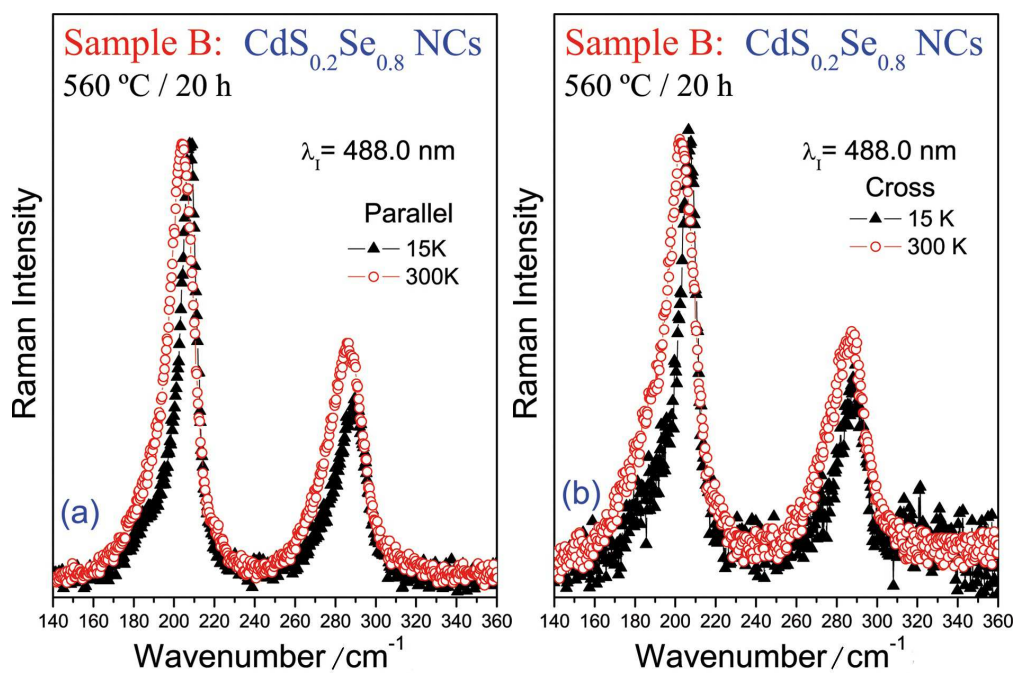 Sample B: CdS0.2Se0.8 NCs
560 ºC / 20 h
λI= 488.0 nm
Parallel
15K
300K
(a)
Raman Intensity
140 160 180 200 220 240 260 280 300 320 340 360
Wavenumber /cm-1
Sample B: CdS0.2Se0.8 NCs
560 ºC / 20 h
λI= 488.0 nm
Cross
15 K
300 K
(b)
Raman Intensity
140 160 180 200 220 240 260 280 300 320 340 360
Wavenumber /cm-1